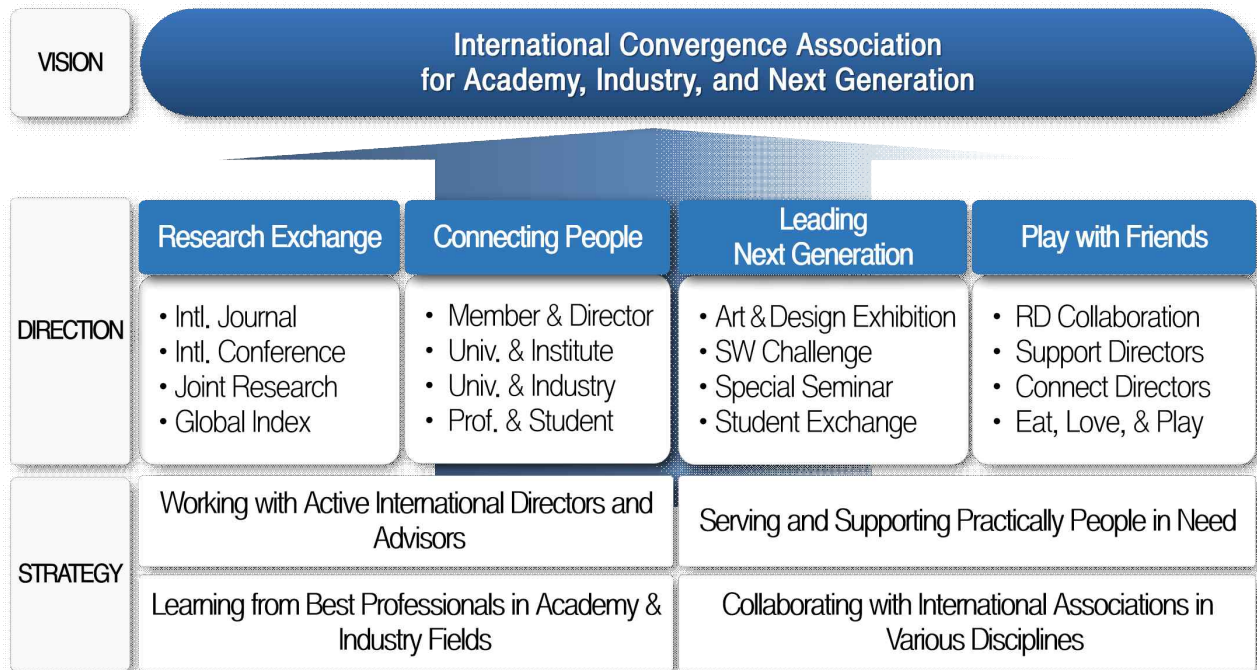 VISION
International Convergence Association
for Academy, Industry, and Next Generation
DIRECTION
Research Exchange
• Intl. Journal
• Intl. Conference
• Joint Research
• Global Index
Connecting People
• Member & Director
• Univ. & Institute
• Univ. & Industry
• Prof. & Student
Leading
Next Generation
• Art & Design Exhibition
• SW Challenge
• Special Seminar
• Student Exchange
Play with Friends
• RD Collaboration
• Support Directors
• Connect Directors
• Eat, Love, & Play
STRATEGY
Working with Active International Directors and
Advisors
Serving and Supporting Practically People in Need
Learning from Best Professionals in Academy &
Industry Fields
Collaborating with International Associations in
Various Disciplines